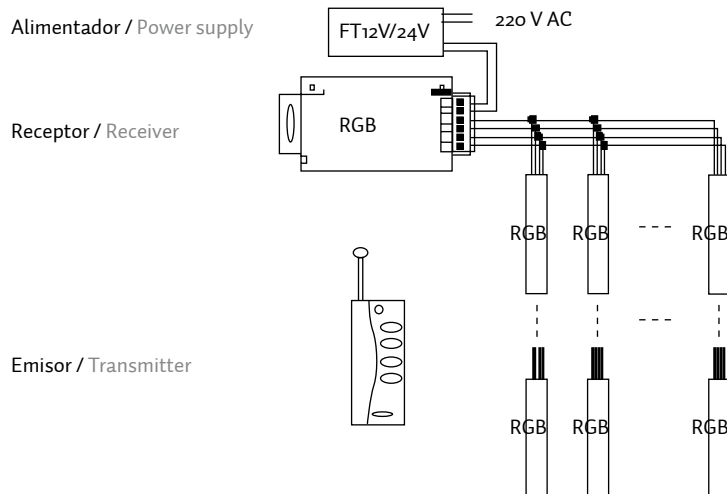 Alimentador / Power supply
FT12V/24V
220 V AC
Receptor / Receiver
RGB
RGB
RGB
RGB
Emisor / Transmitter
RGB
RGB
RGB